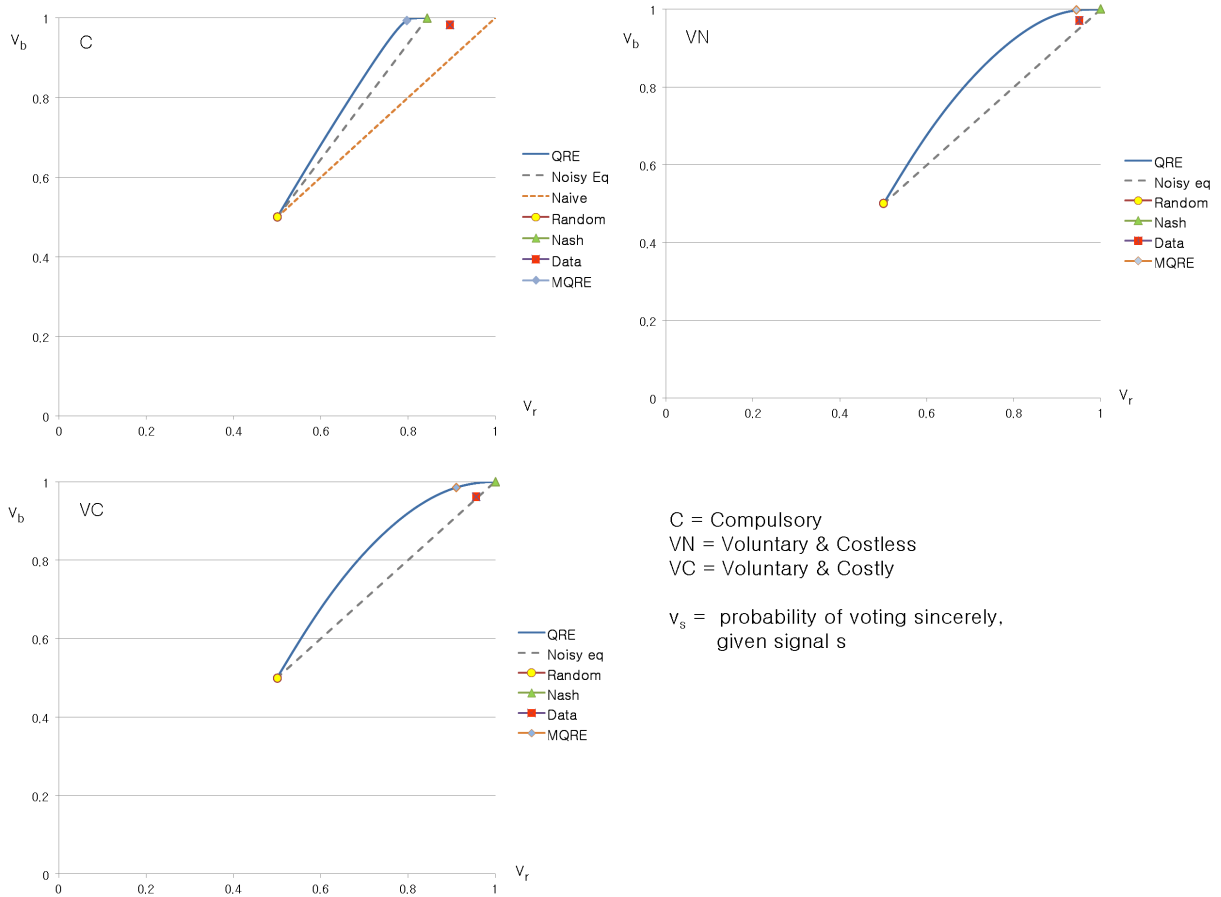 C
v_b
1
0.8
0.6
0.4
0.2
0
0
0.2
0.4
0.6
0.8
1
v_r
QRE
Noisy Eq
Naive
Random
Nash
Data
MQRE
VN
v_b
1
0.8
0.6
0.4
0.2
0
0
0.2
0.4
0.6
0.8
1
v_r
QRE
Noisy eq
Random
Nash
Data
MQRE
VC
v_b
1
0.8
0.6
0.4
0.2
0
0
0.2
0.4
0.6
0.8
1
v_r
QRE
Noisy eq
Random
Nash
Data
MQRE
C = Compulsory
VN = Voluntary & Costless
VC = Voluntary & Costly
v_s = probability of voting sincerely,
given signal s